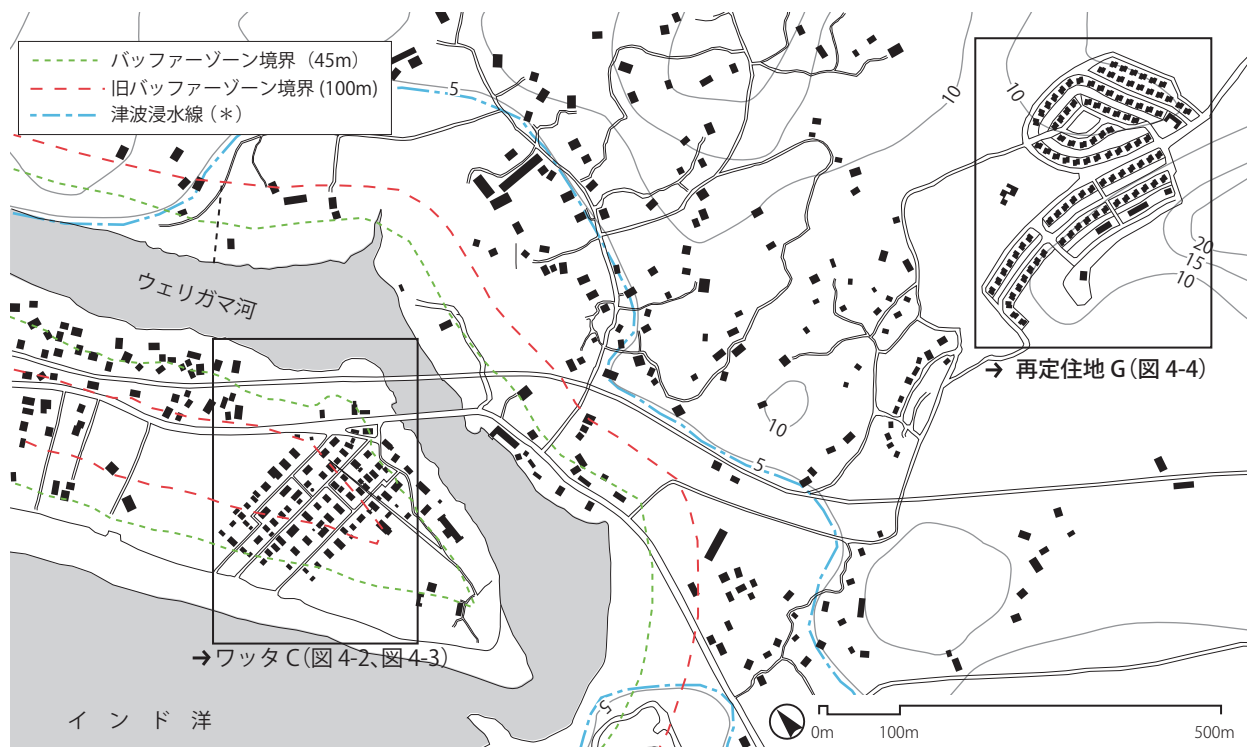 バッファーゾーン境界（45m）
旧バッファーゾーン境界 (100m)
津波浸水線（＊）
5
10
10
20
15
10
ウェリガマ河
→ 再定住地 G（図 4-4）
10
5
→ワッタ C（図 4-2、図 4-3）
5
インド洋
0m 100m 500m